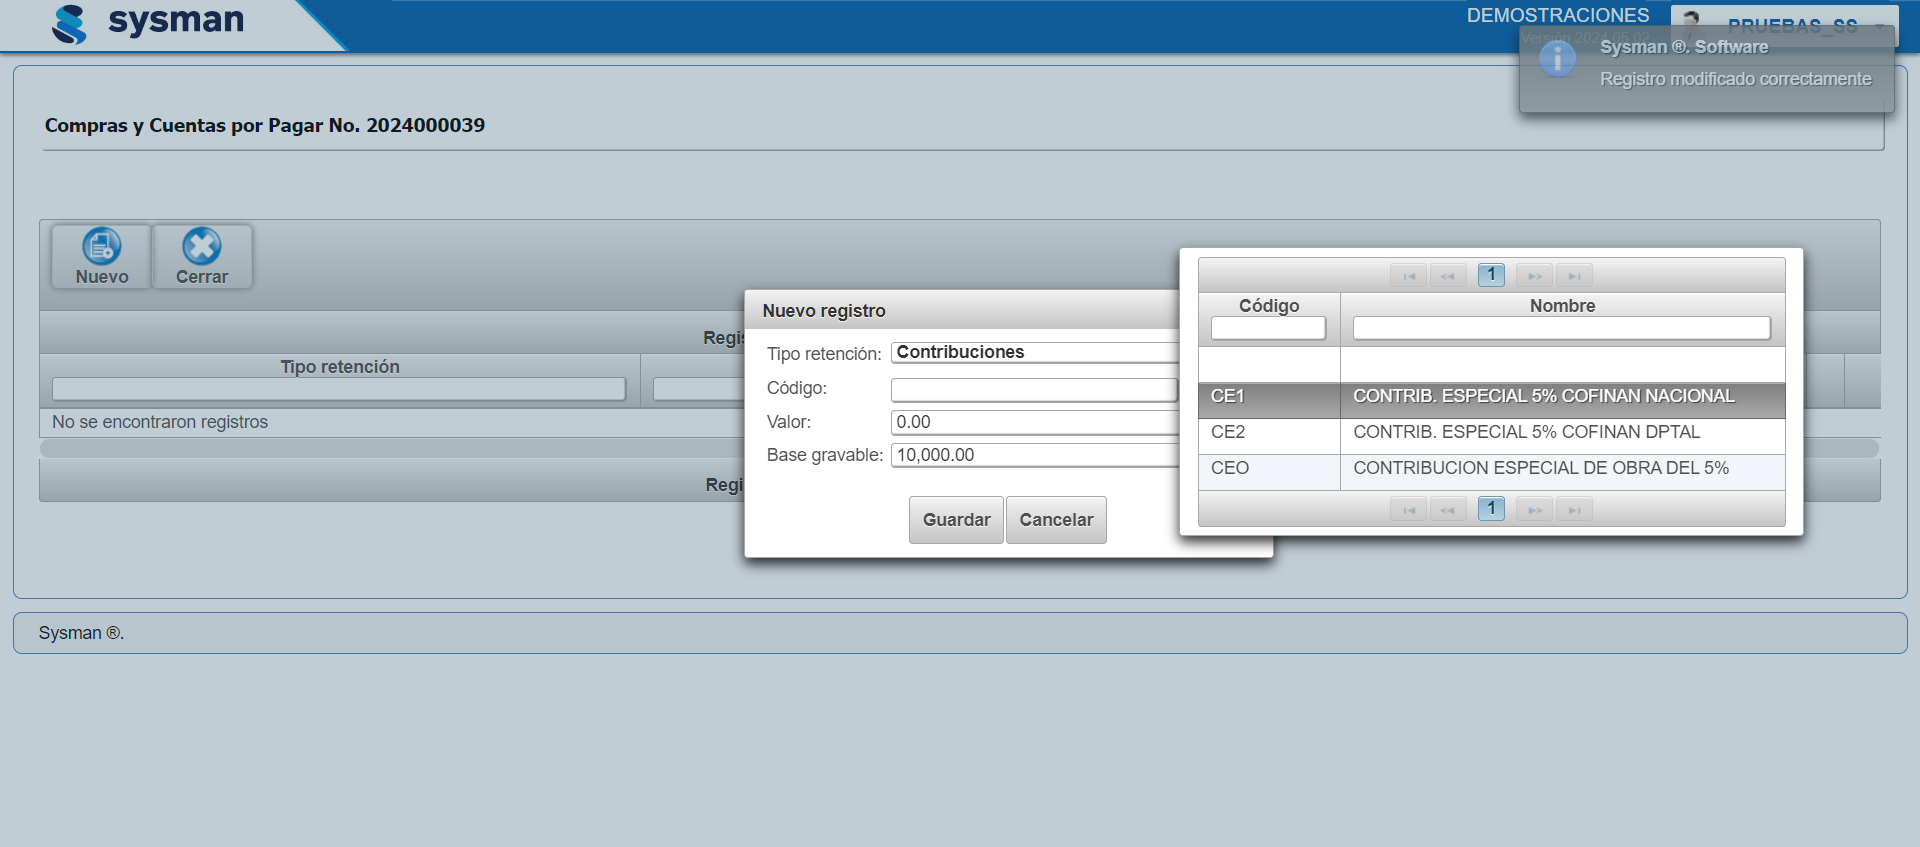 sysman
DEMOSTRACIONES
PRUEBAS_SS
Versión 2024.05.02
Sysman ®. Software
Registro modificado correctamente
Compras y Cuentas por Pagar No. 2024000039
Nuevo
Cerrar
Regis
Tipo retención
No se encontraron registros
Regi
Nuevo registro
Tipo retención: Contribuciones
Código:
Valor: 0.00
Base gravable: 10,000.00
Guardar Cancelar
1
Código Nombre
CE1 CONTRIB. ESPECIAL 5% COFINAN NACIONAL
CE2 CONTRIB. ESPECIAL 5% COFINAN DPTAL
CEO CONTRIBUCION ESPECIAL DE OBRA DEL 5%
1
Sysman ®.